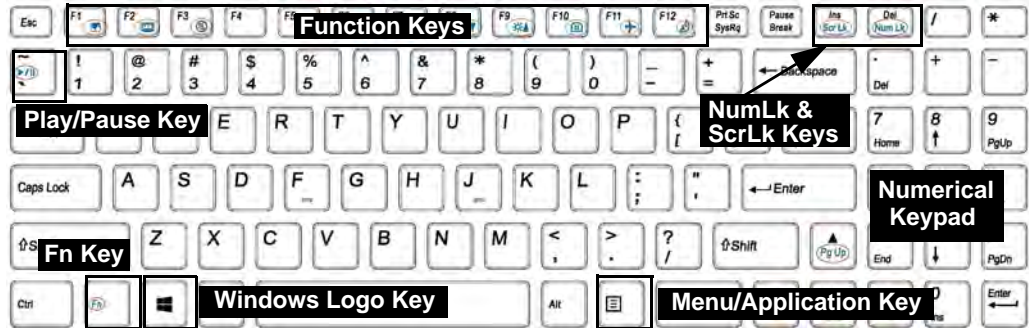 Esc F1 F2 F3 F4 F5 Function Keys F9 F10 F11 F12 Prt Sc Pause Ins Del / *
SysRq Break Scr Lk Num Lk
~ ! @ # $ % ^ & * ( ) _ + ← Backspace . + -
` 1 2 3 4 5 6 7 8 9 0 - = Del
Play/Pause Key E R T Y U I O P { [ NumLk & 7 8 9
ScrLk Keys Home ↑ PgUp
Caps Lock A S D F G H J K L : ; " ' ↵Enter Numerical
Keypad
⇧S Z X C V B N M < , > . ? / ⇧Shift Pg Up End ↓ PgDn
Fn Key
Ctrl Fn Windows Logo Key Alt Menu/Application Key Enter